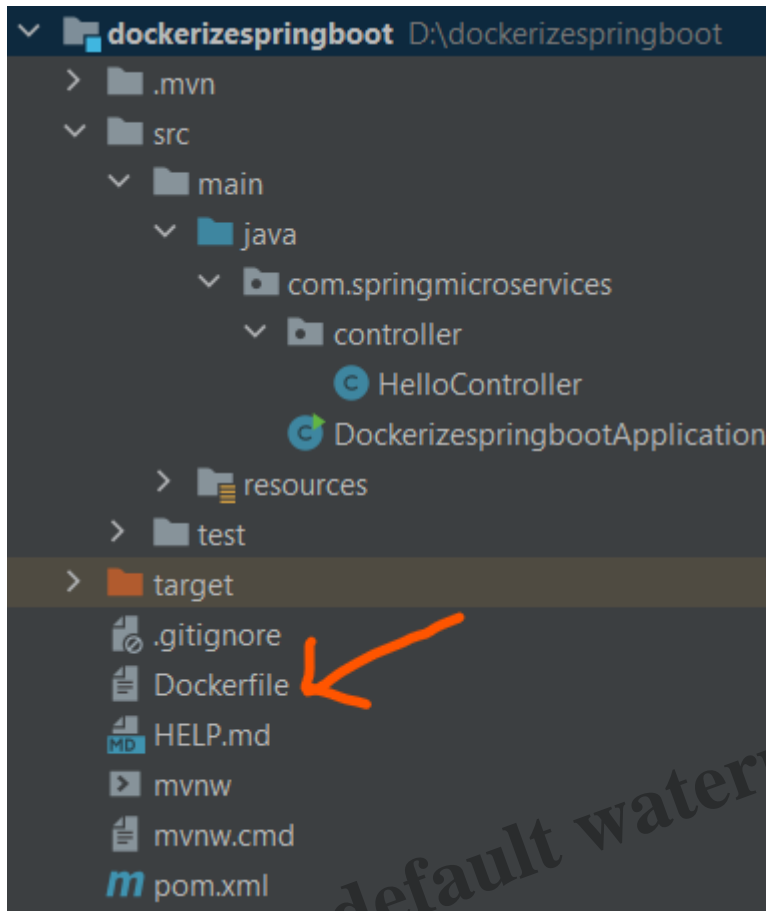 dockerizespringboot D:\dockerizespringboot
.mvn
src
main
java
com.springmicroservices
controller
C HelloController
C DockerizespringbootApplication
resources
test
target
.gitignore
Dockerfile
MD HELP.md
mvnw
mvnw.cmd
m pom.xml
default